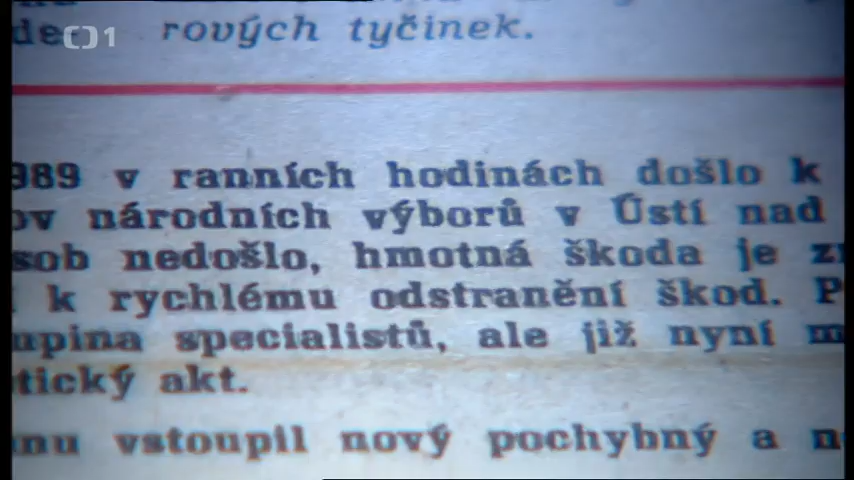 rových tyčinek.
1
989 v ranních hodinách došlo k
ov národních výborů v Ústí nad
sob nedošlo, hmotná škoda je
k rychlému odstranění škod. P
upina specialistů, ale již nyní m
tický akt.
nu vstoupil nový pochybný a n